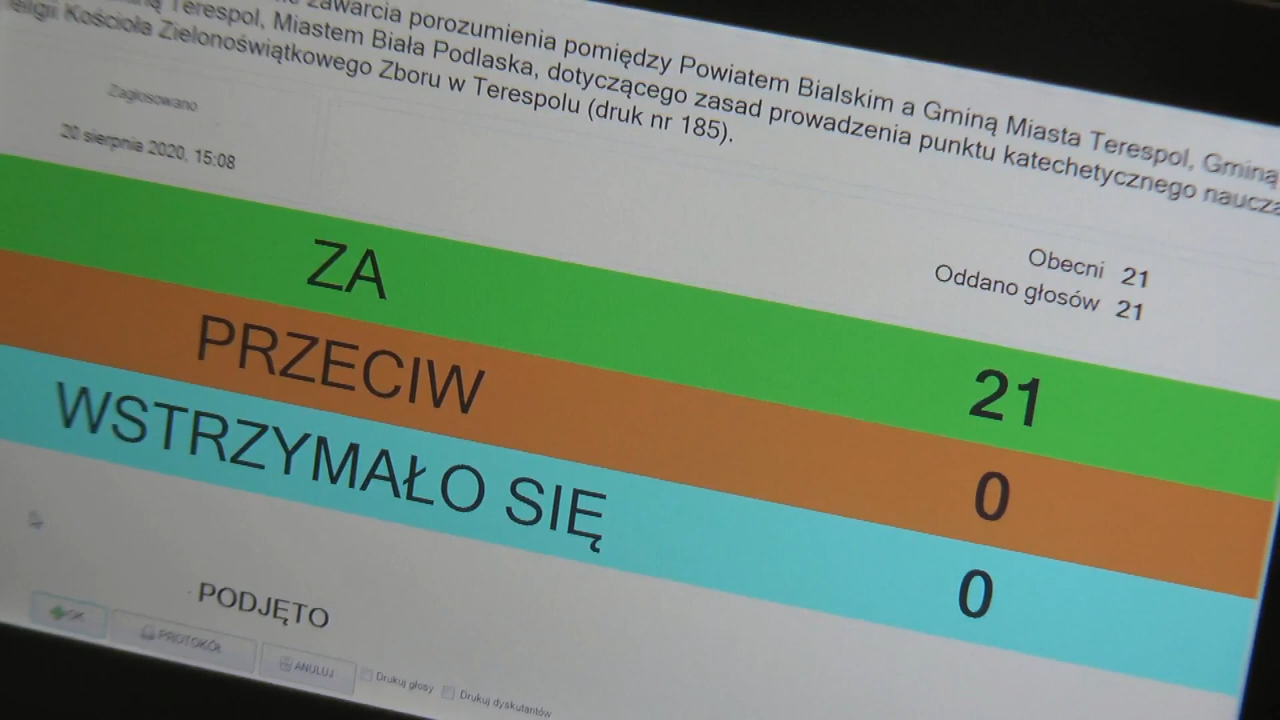 zawarcia porozumienia pomiędzy Powiatem Bialskim a Gminą Miasta Terespol, Gminą
Terespol, Miastem Biała Podlaska, dotyczącego zasad prowadzenia punktu katechetycznego naucza
religii Kościoła Zielonoświątkowego Zboru w Terespolu (druk nr 185).
Zagłosowano
20 sierpnia 2020, 15:08
Obecni 21
Oddano głosów 21
ZA 21
PRZECIW 0
WSTRZYMAŁO SIĘ 0
PODJĘTO
OK PROTOKÓŁ ANULUJ Drukuj głosy Drukuj dyskutantów